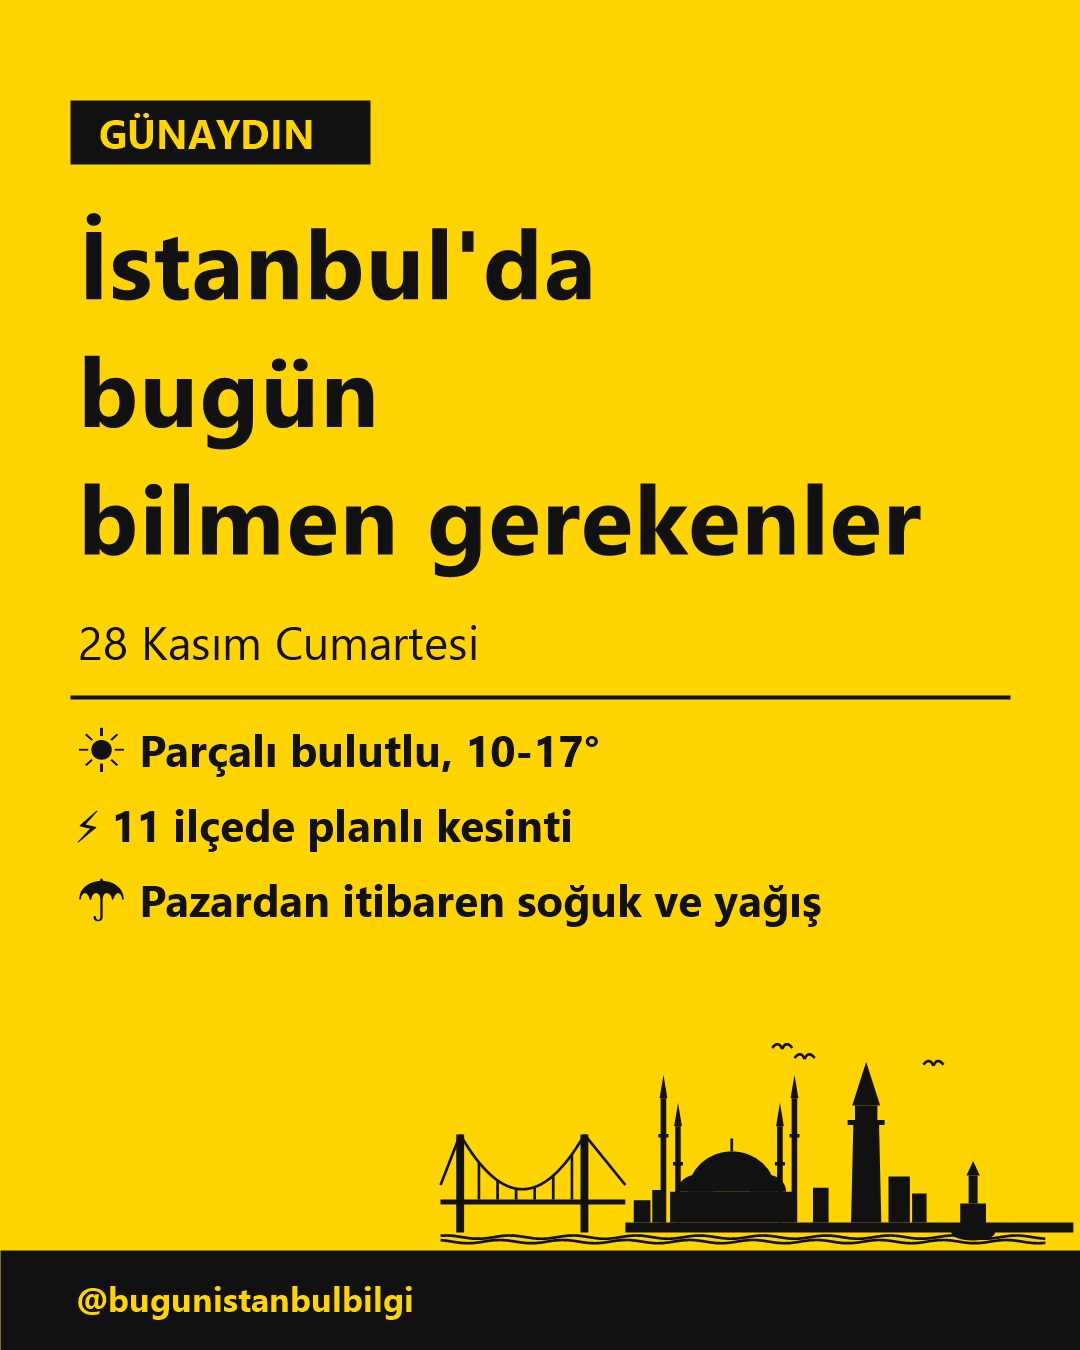 GÜNAYDIN
İstanbul'da
bugün
bilmen gerekenler
28 Kasım Cumartesi
☀ Parçalı bulutlu, 10-17°
⚡ 11 ilçede planlı kesinti
☂ Pazardan itibaren soğuk ve yağış
@bugunistanbulbilgi